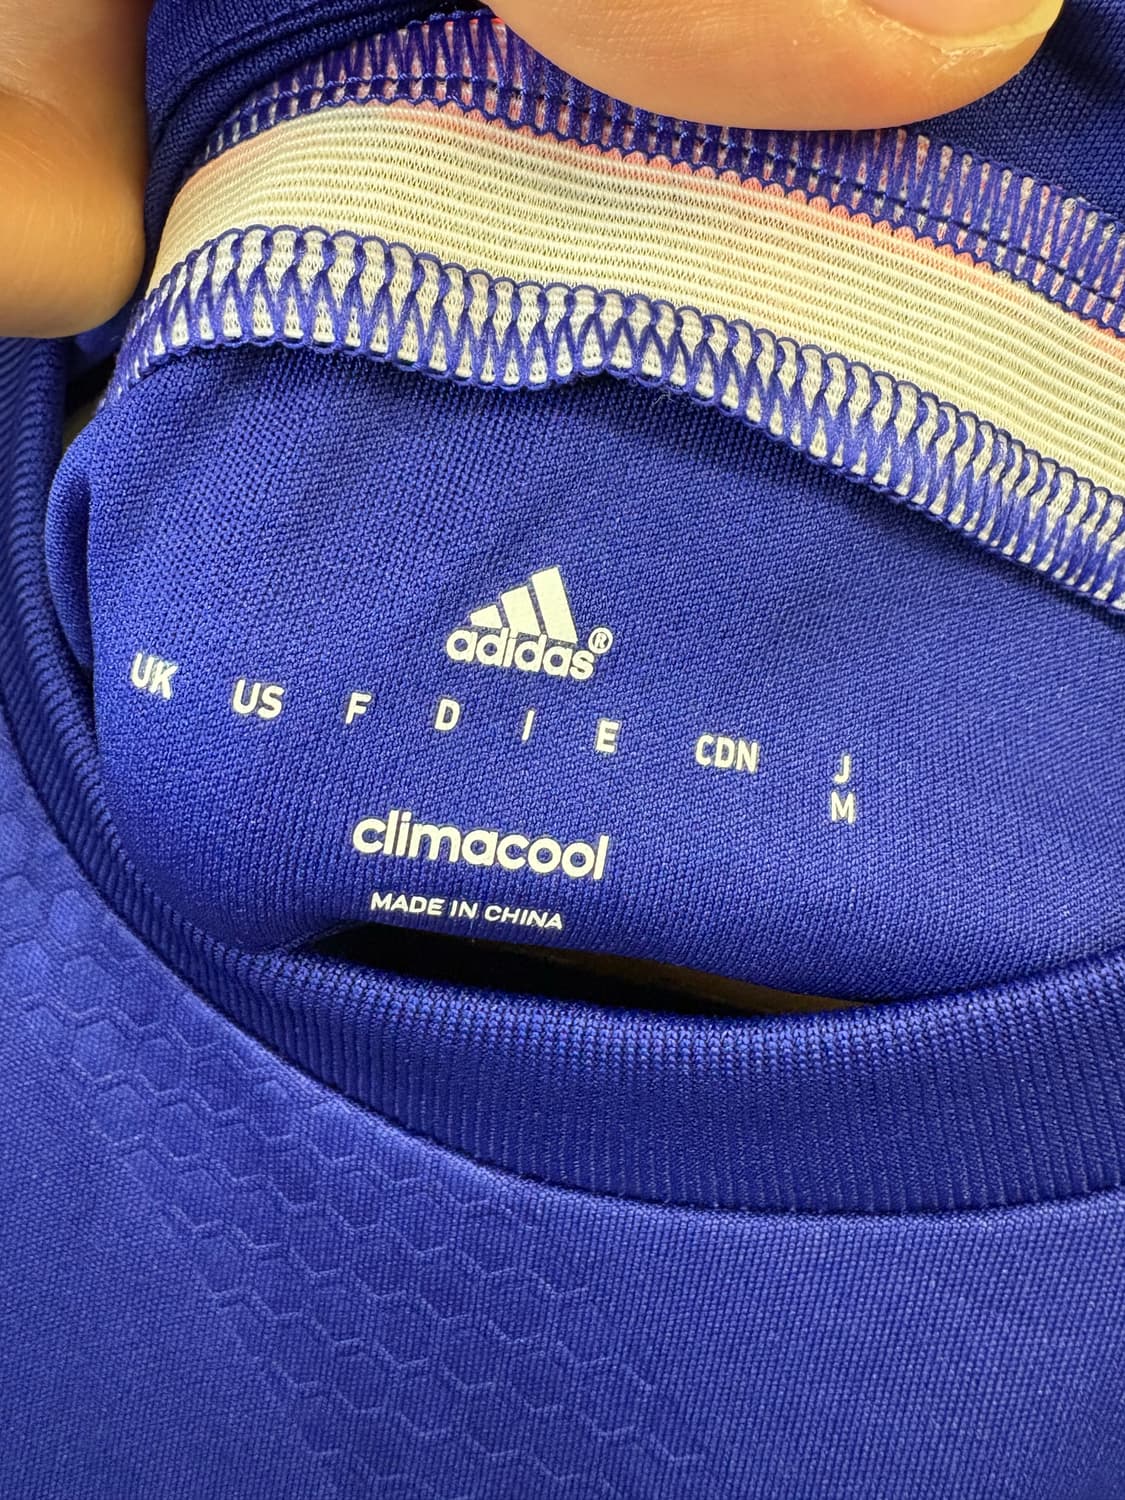 adidas®
UK US F D I E CDN J
M
climacool
MADE IN CHINA